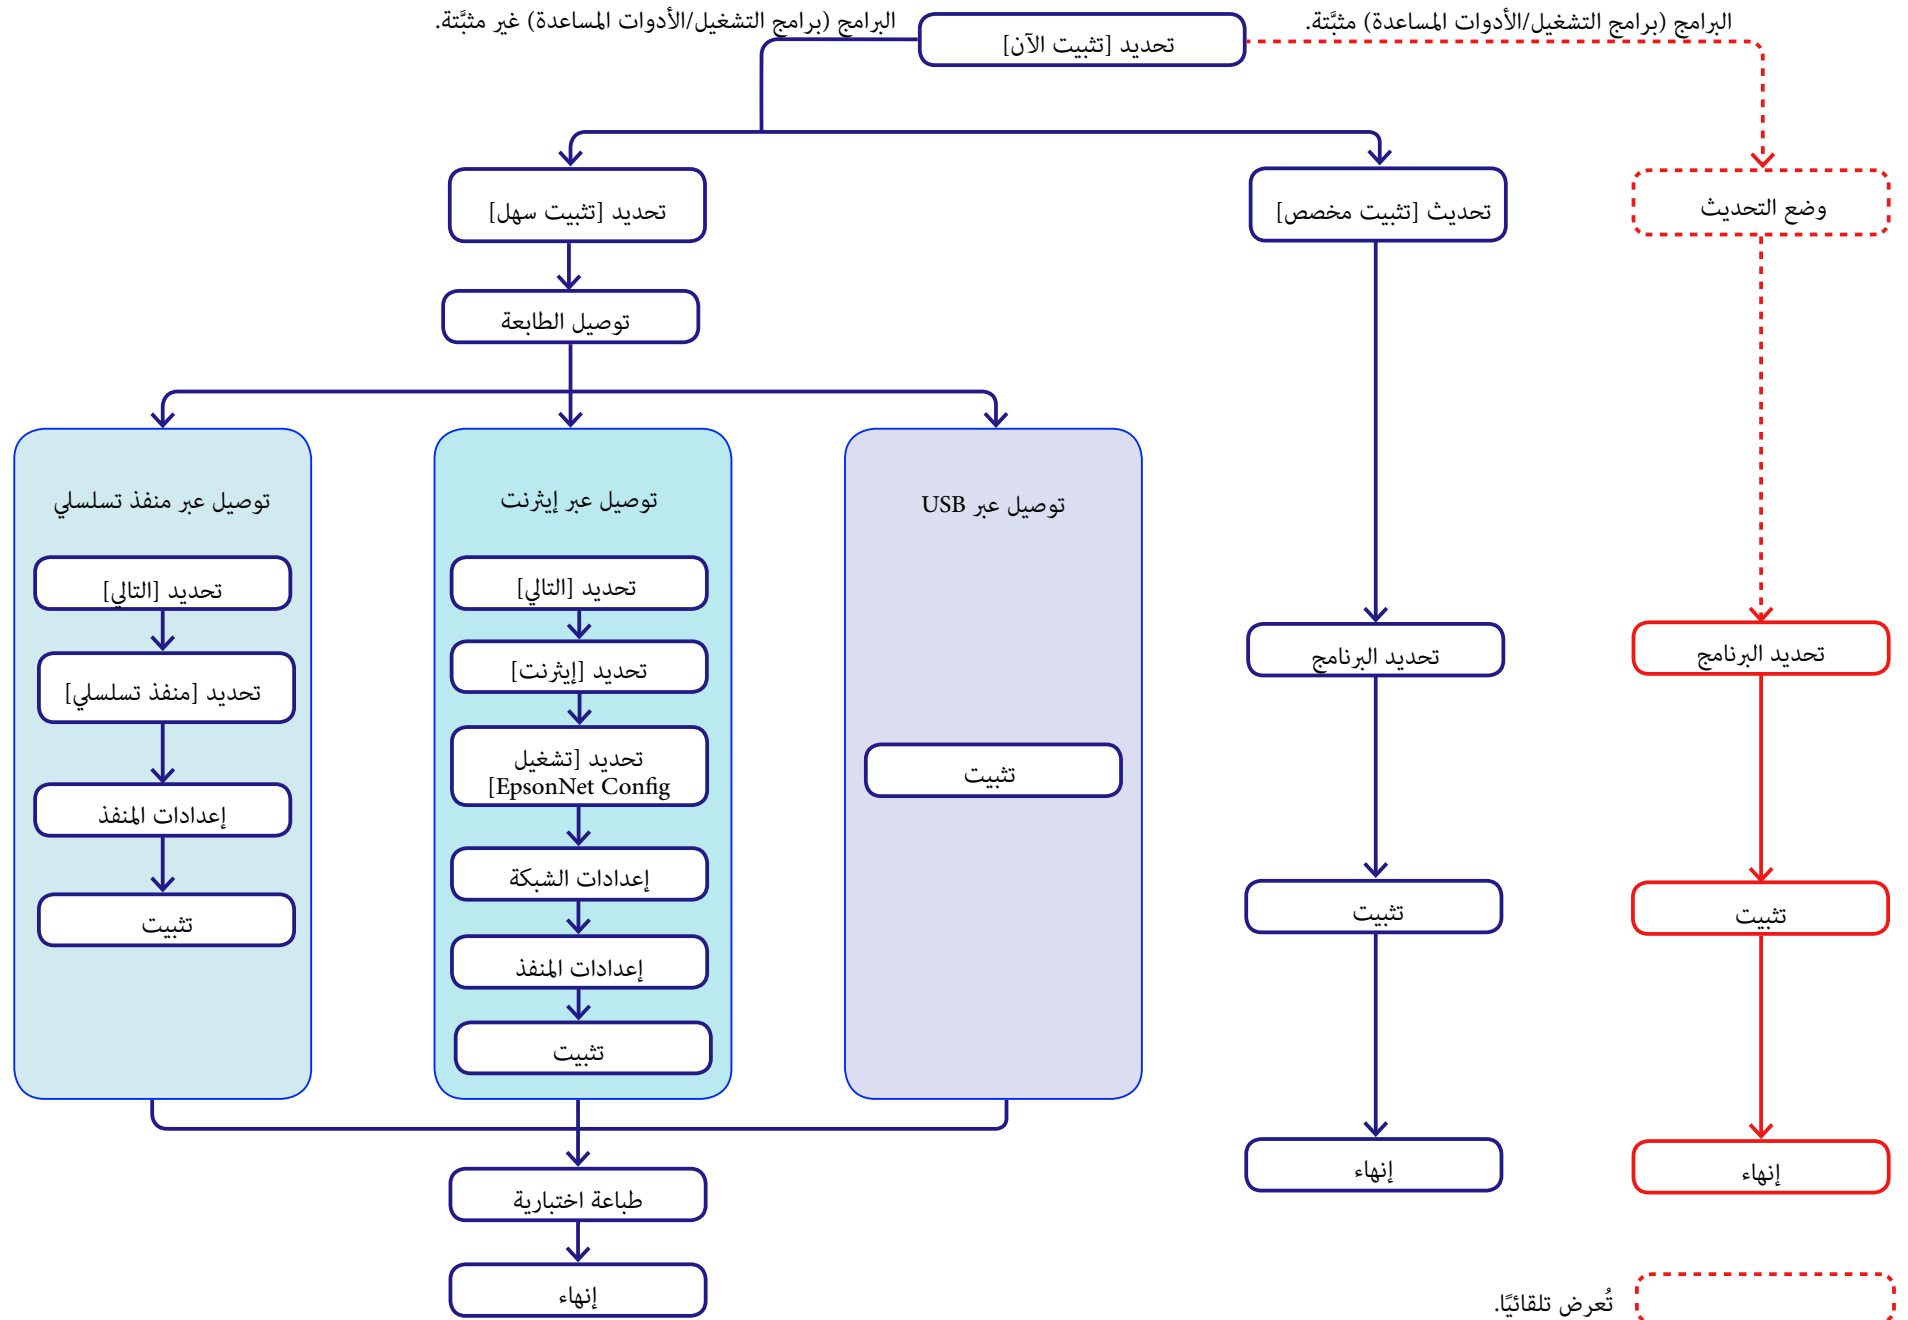 البرامج (برامج التشغيل/الأدوات المساعدة) مثبَّتة.
تحديد [تثبيت الآن]
البرامج (برامج التشغيل/الأدوات المساعدة) غير مثبَّتة.
وضع التحديث
تحديث [تثبيت مخصص]
تحديد [تثبيت سهل]
توصيل الطابعة
توصيل عبر USB
توصيل عبر إيثرنت
توصيل عبر منفذ تسلسلي
تحديد [التالي]
تحديد [التالي]
تحديد البرنامج
تحديد البرنامج
تحديد [إيثرنت]
تحديد [منفذ تسلسلي]
تثبيت
تحديد [تشغيل
EpsonNet Config]
إعدادات المنفذ
إعدادات الشبكة
تثبيت
تثبيت
تثبيت
إعدادات المنفذ
تثبيت
إنهاء
إنهاء
طباعة اختبارية
إنهاء
تُعرض تلقائيًا.